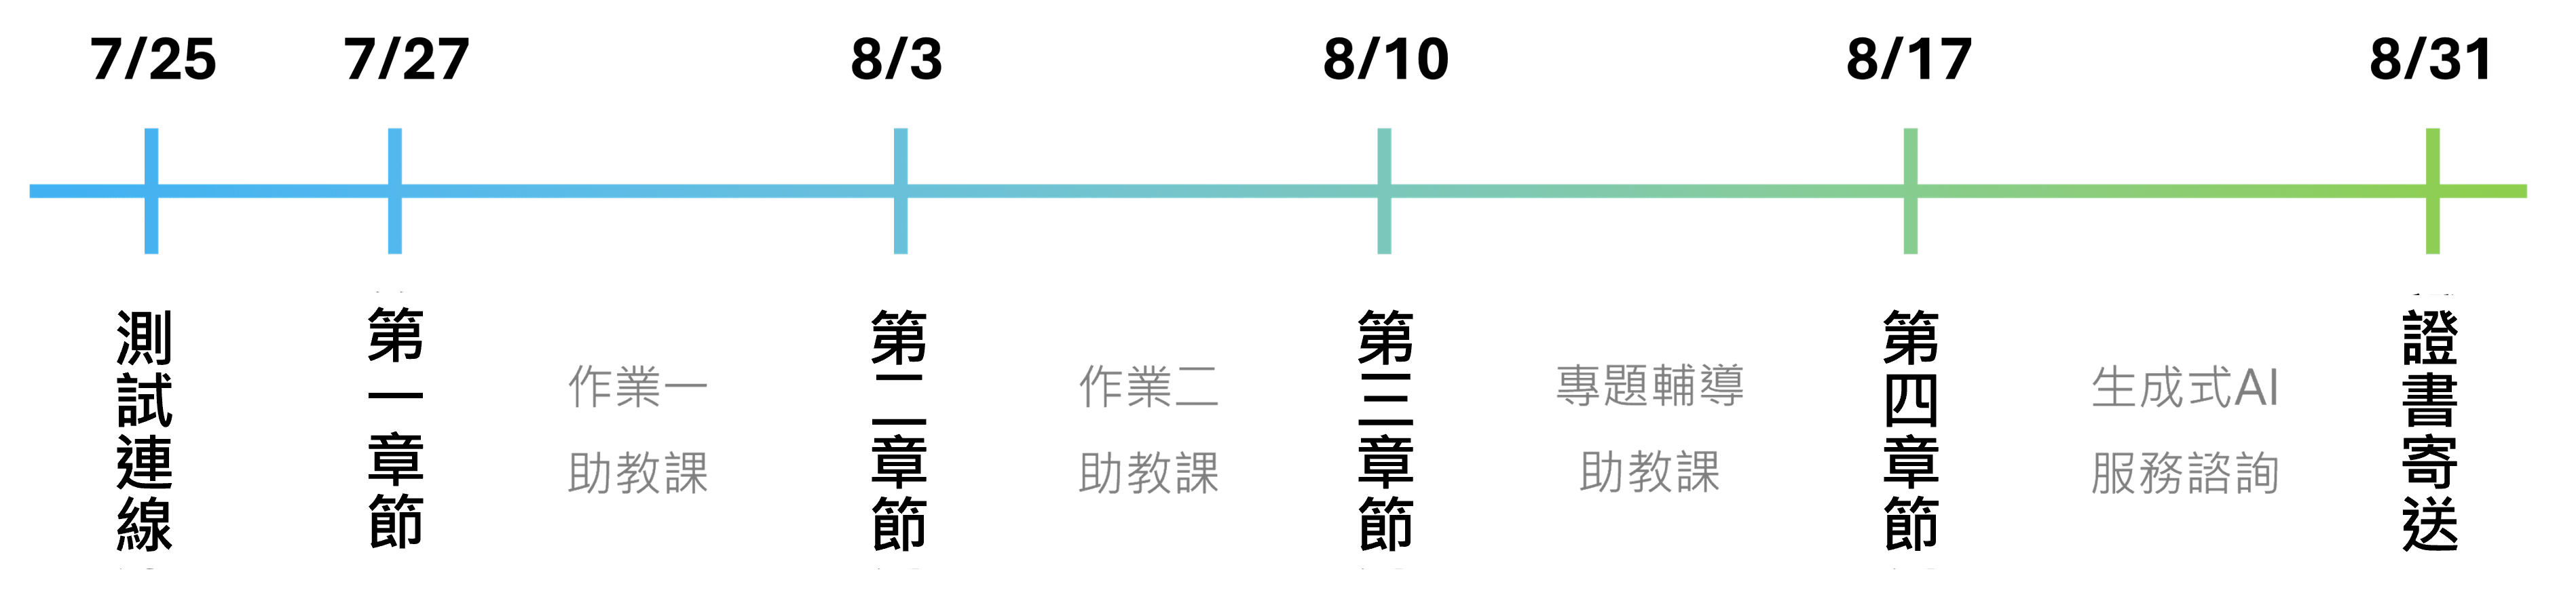 7/25
7/27
8/3
8/10
8/17
8/31
測試連線
第一章節
作業一
助教課
第二章節
作業二
助教課
第三章節
專題輔導
助教課
第四章節
生成式AI
服務諮詢
證書寄送